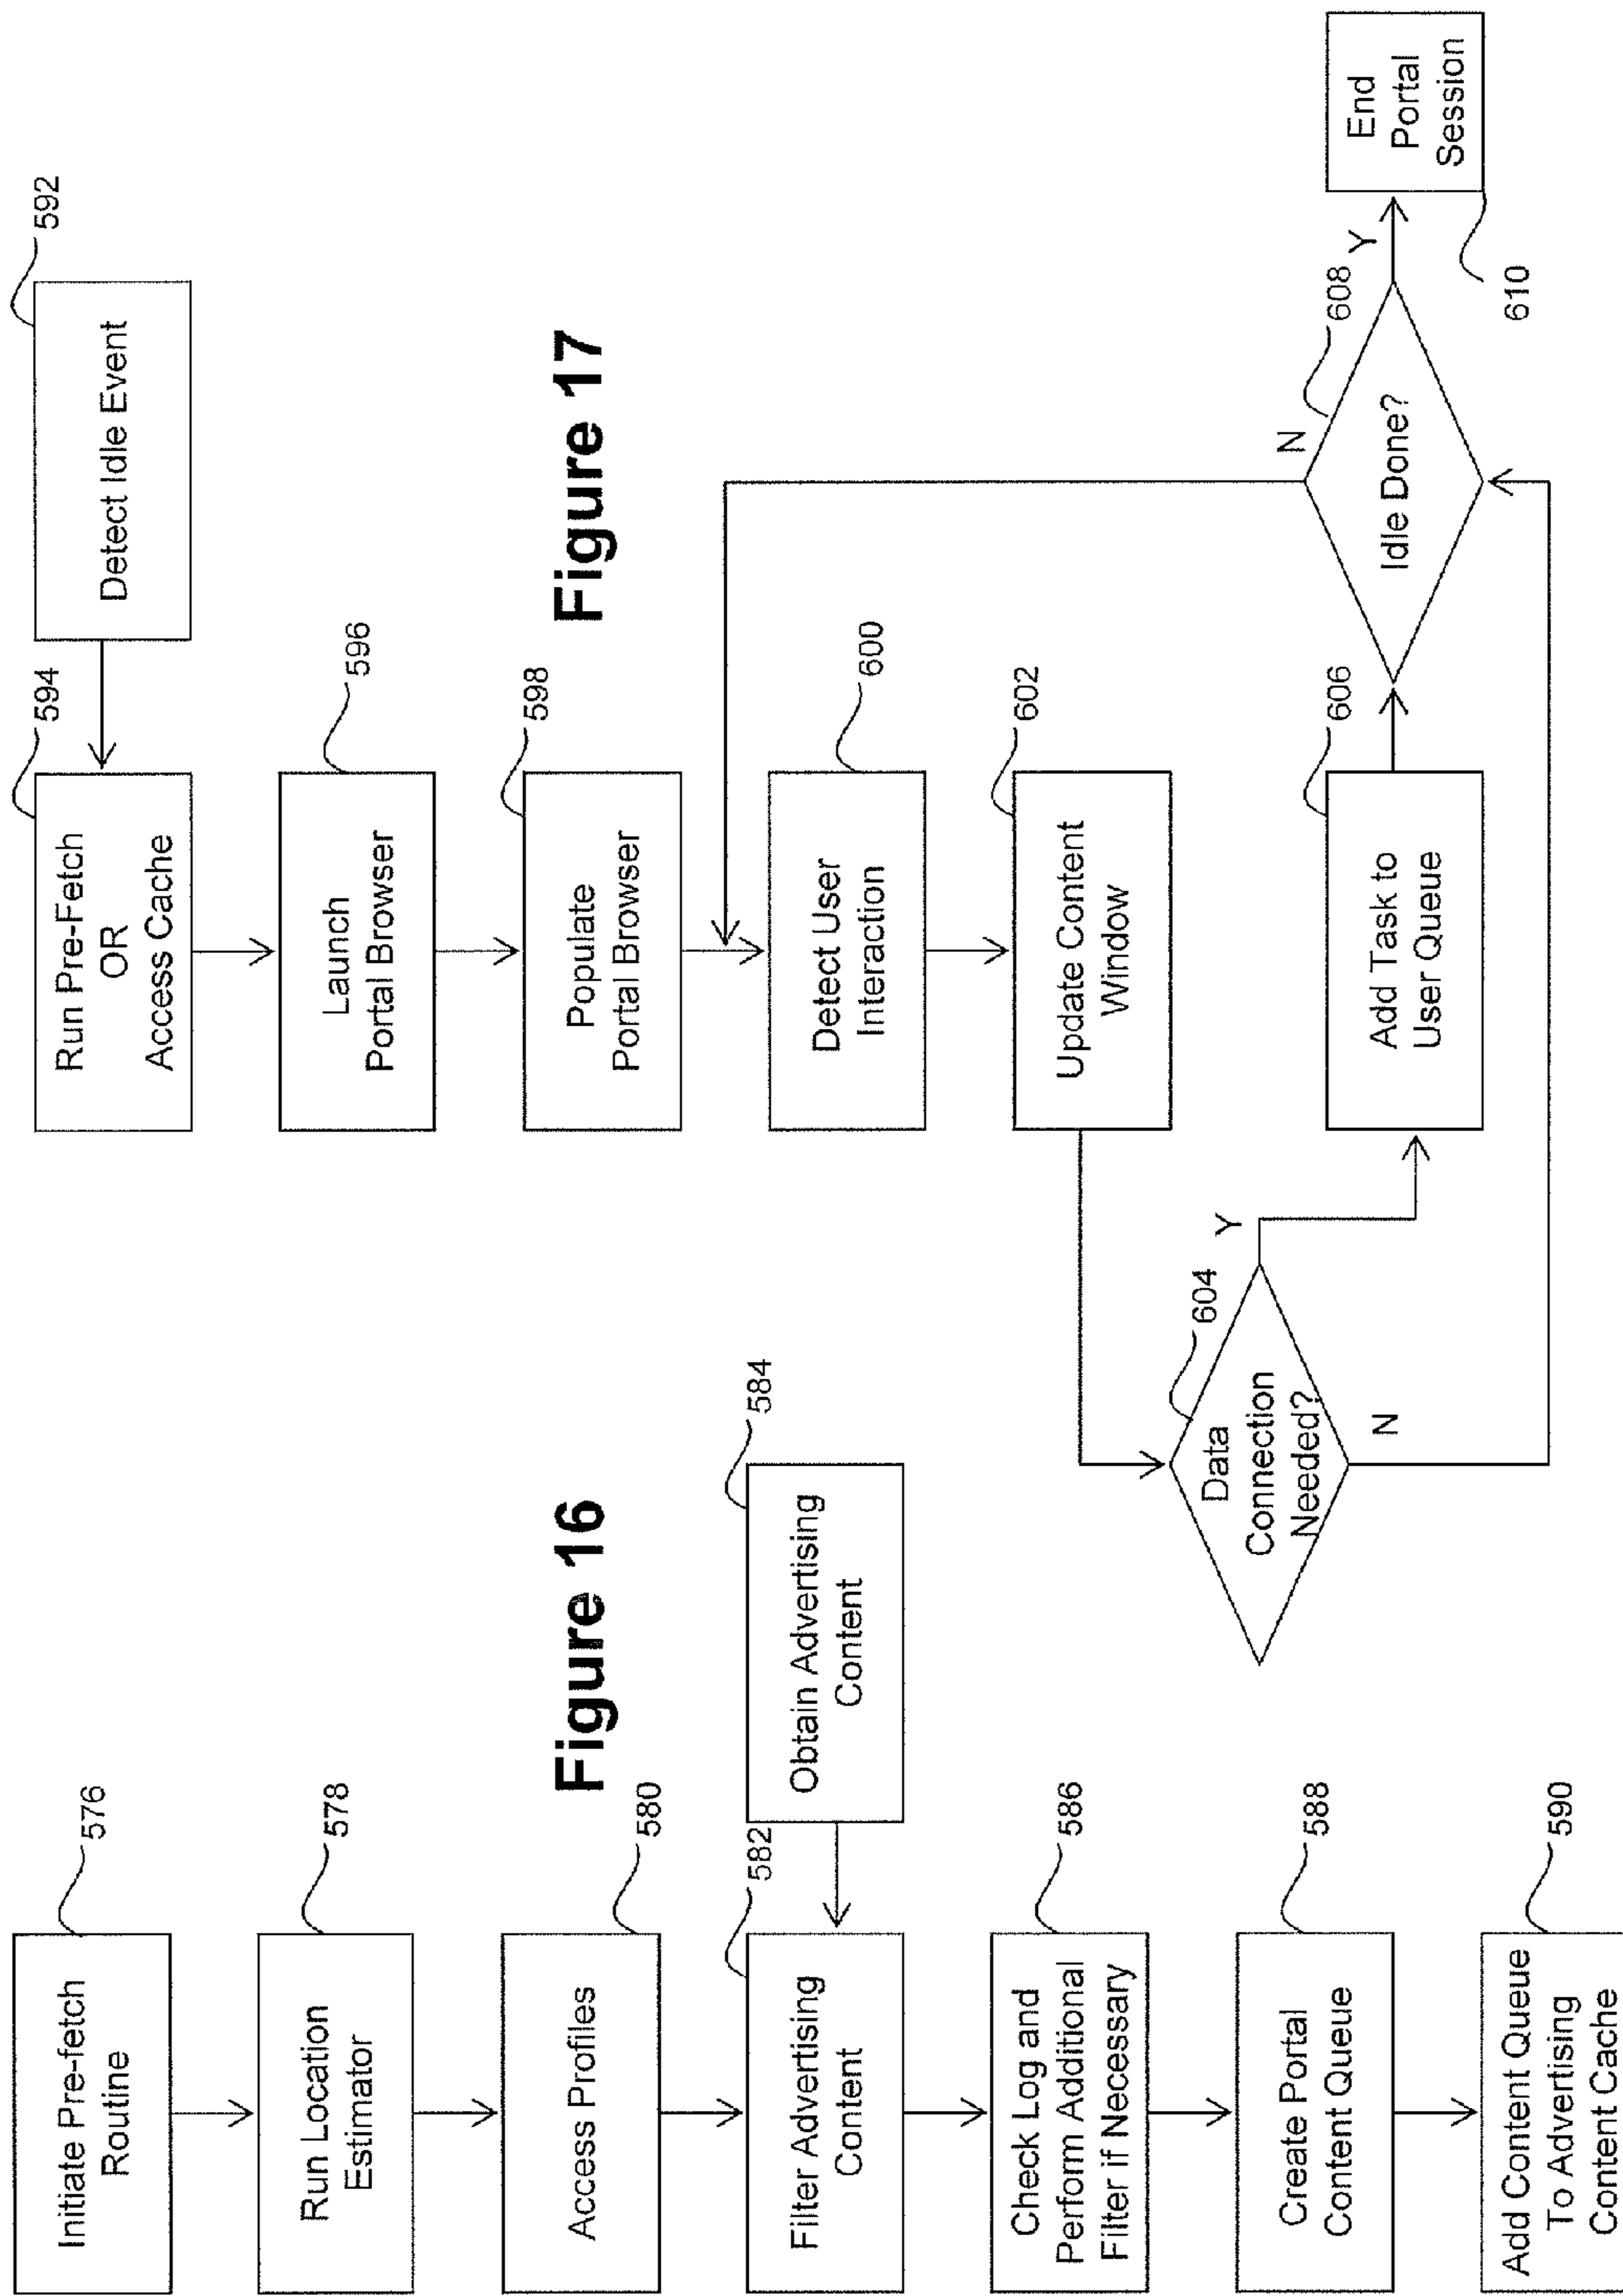 576
Initiate Pre-fetch
Routine
578
Run Location
Estimator
580
Access Profiles
582
Filter Advertising
Content
584
Obtain Advertising
Content
586
Check Log and
Perform Additional
Filter if Necessary
588
Create Portal
Content Queue
590
Add Content Queue
To Advertising
Content Cache
Figure 16
592
Detect Idle Event
594
Run Pre-Fetch
OR
Access Cache
596
Launch
Portal Browser
598
Populate
Portal Browser
600
Detect User
Interaction
602
Update Content
Window
604
Data
Connection
Needed?
Y
N
606
Add Task to
User Queue
608
Idle Done?
N
Y
End
Portal
Session
610
Figure 17